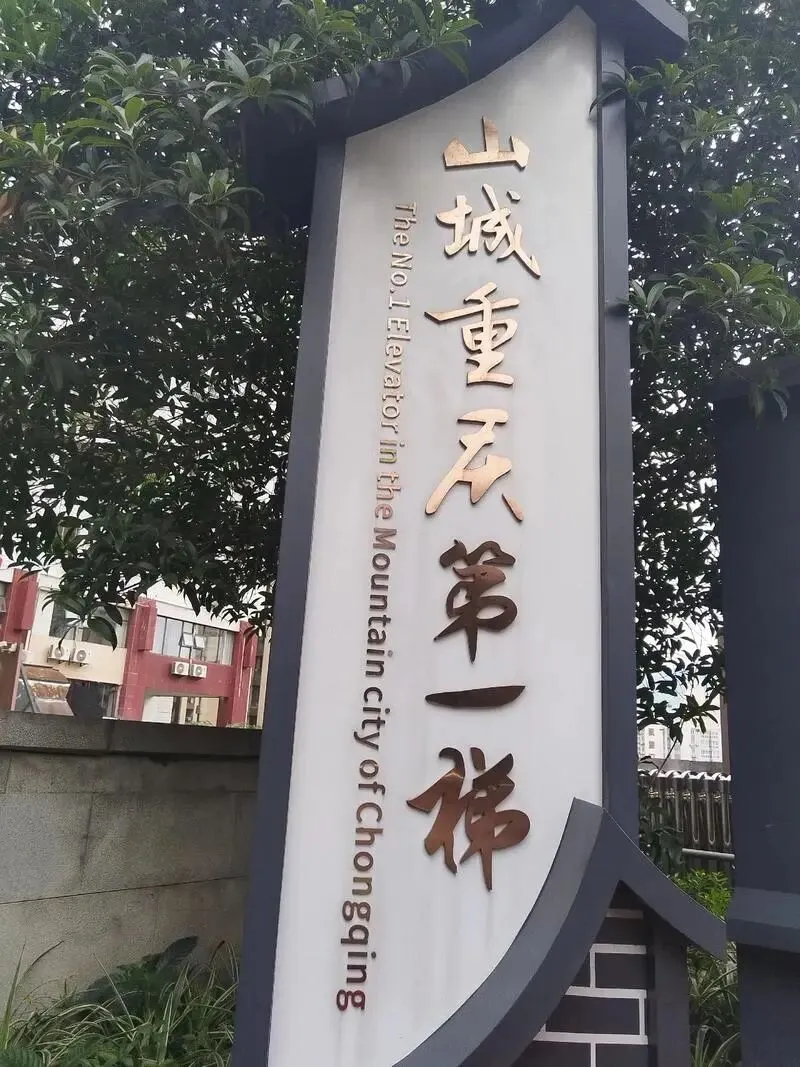 山城重庆第一梯
The No.1 Elevator in the Mountain city of Chongqing